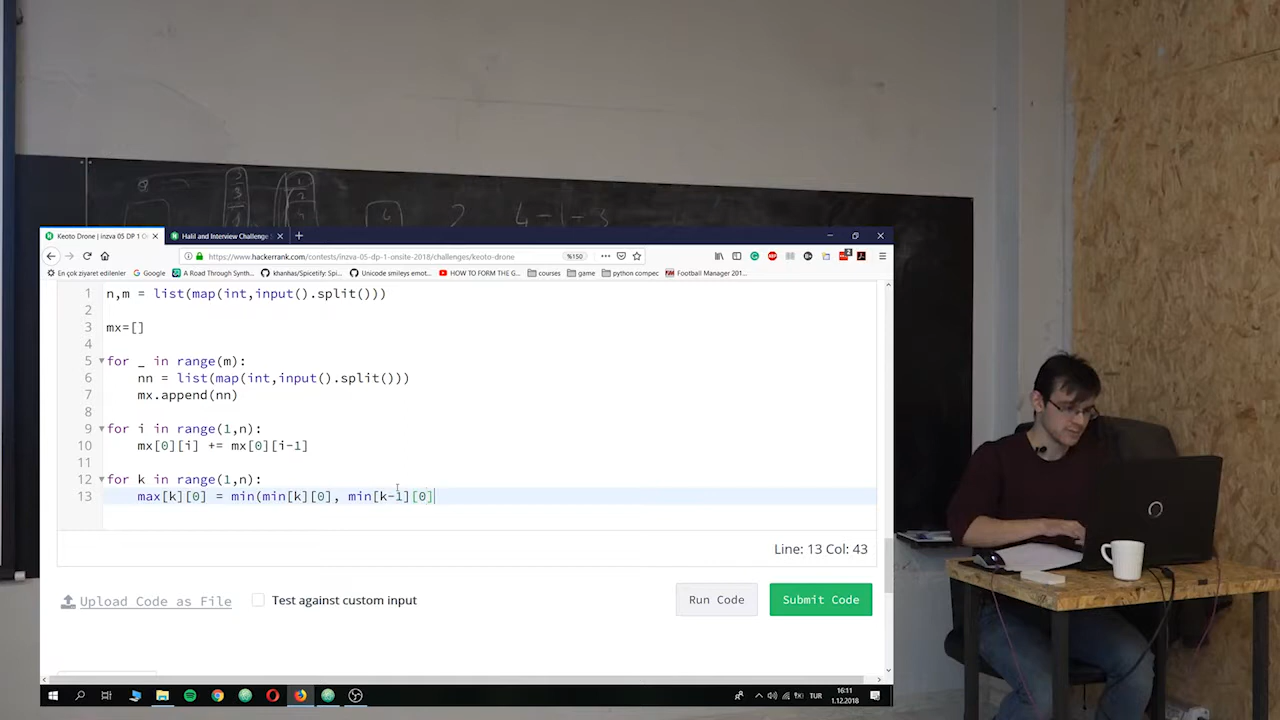 4-1-3
Keoto Drone | inzva 05 DP 1 O
Halil and Interview Challenge
https://www.hackerrank.com/contests/inzva-05-dp-1-onsite-2018/challenges/keoto-drone
%150
En çok ziyaret edilenler
Google
A Road Through Synth...
khanhas/Spicetify: Spi...
Unicode smileys emot...
HOW TO FORM THE G...
courses
game
python compec
Football Manager 201...
1 n,m = list(map(int,input().split()))
2
3 mx=[]
4
5 for _ in range(m):
6 nn = list(map(int,input().split()))
7 mx.append(nn)
8
9 for i in range(1,n):
10 mx[0][i] += mx[0][i-1]
11
12 for k in range(1,n):
13 max[k][0] = min(min[k][0], min[k-1][0]
Line: 13 Col: 43
Upload Code as File
Test against custom input
Run Code
Submit Code
TUR
16:11
1.12.2018